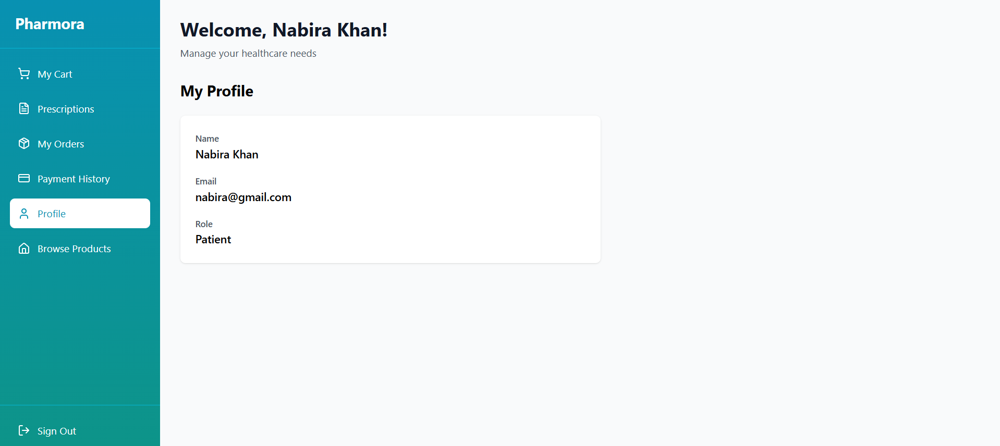 Pharmora
My Cart
Prescriptions
My Orders
Payment History
Profile
Browse Products
Sign Out
Welcome, Nabira Khan!
Manage your healthcare needs
My Profile
Name
Nabira Khan
Email
nabira@gmail.com
Role
Patient